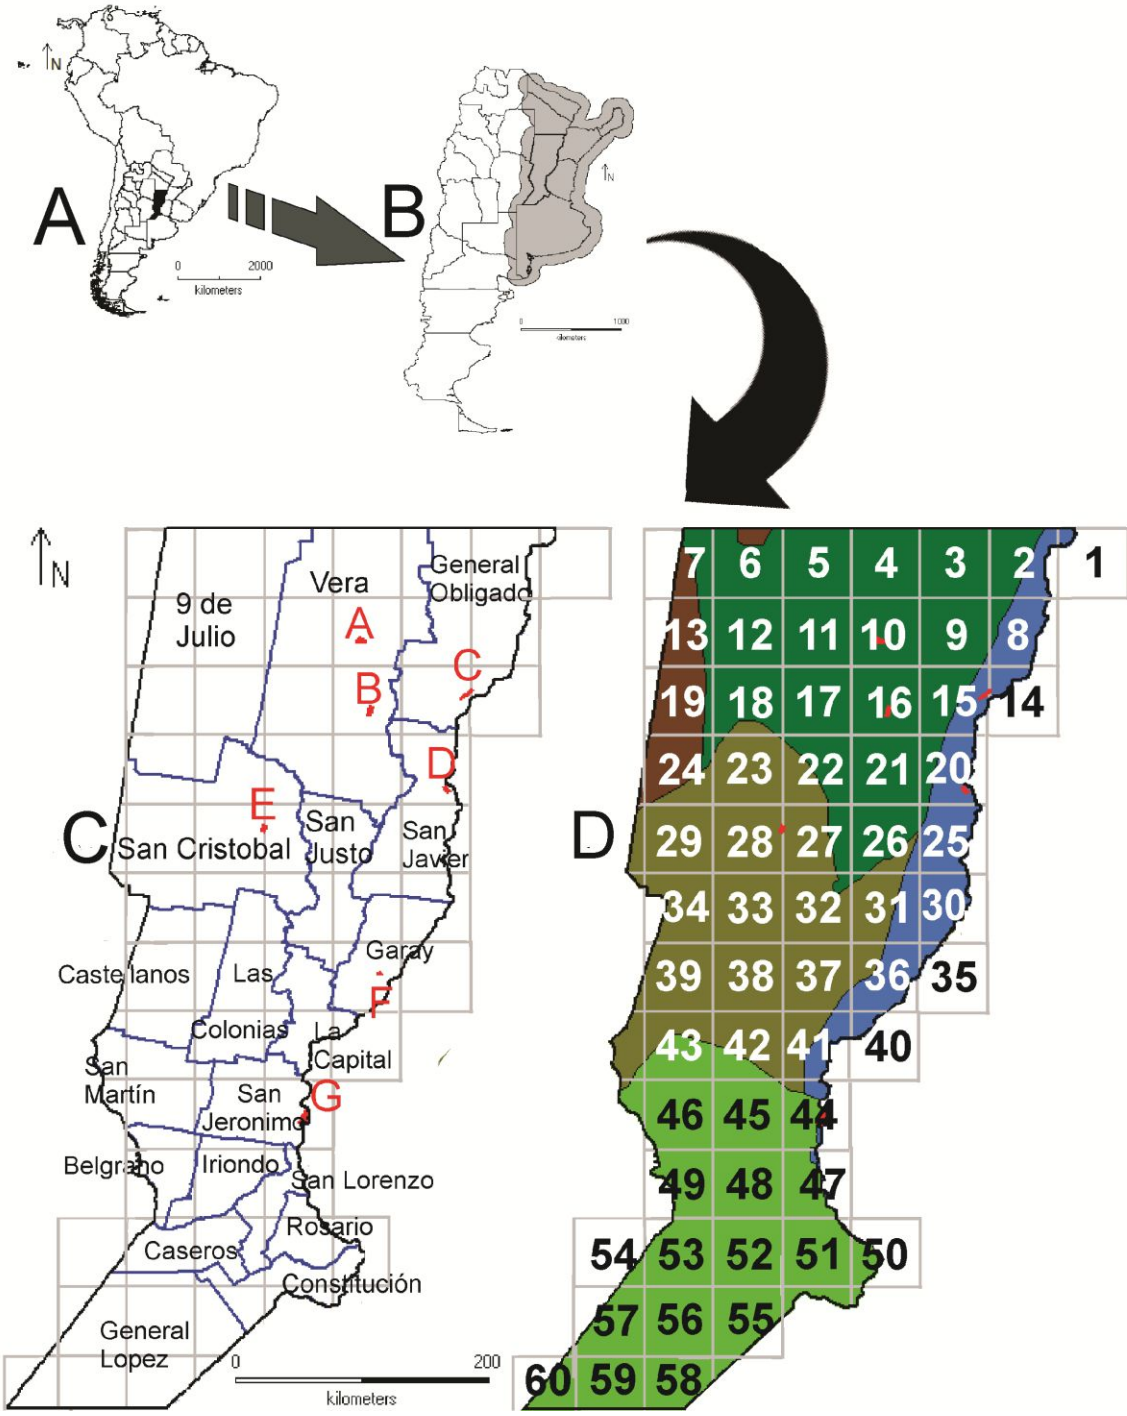 N
A
0 2000
kilometers
B
N
0 1000
kilometers
N
9 de
Julio
Vera
General
Obligado
A
B
C
D
E
C
San Cristobal
San
Justo
San
Javier
Castellanos
Las
Colonias
Garay
F
La
Capital
San
Martín
San
Jeronimo
G
Belgrano
Iriondo
San Lorenzo
Rosario
Caseros
Constitución
General
Lopez
0 200
kilometers
D
7 6 5 4 3 2 1
13 12 11 10 9 8
19 18 17 16 15 14
24 23 22 21 20
29 28 27 26 25
34 33 32 31 30
39 38 37 36 35
43 42 41 40
46 45 44
49 48 47
54 53 52 51 50
57 56 55
60 59 58